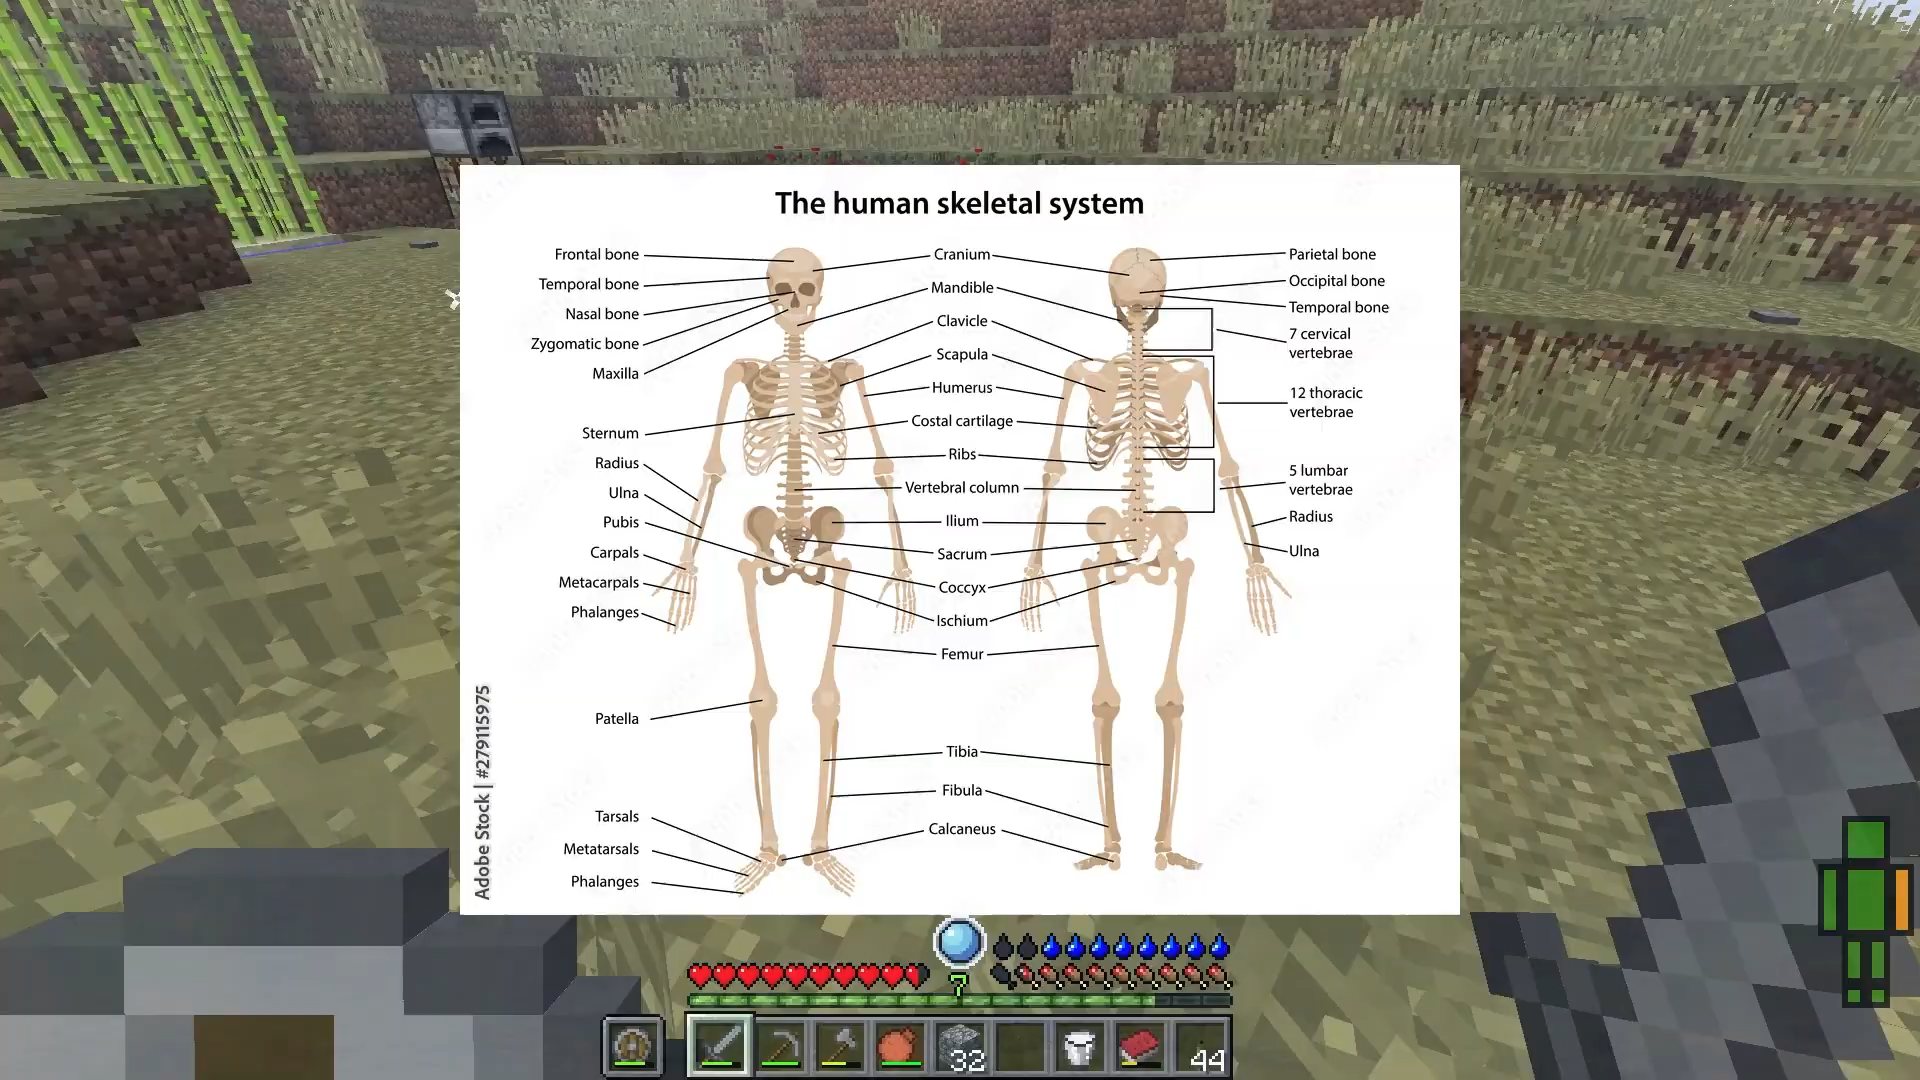 The human skeletal system
Frontal bone
Temporal bone
Nasal bone
Zygomatic bone
Maxilla
Sternum
Radius
Ulna
Pubis
Carpals
Metacarpals
Phalanges
Patella
Tarsals
Metatarsals
Phalanges
Cranium
Mandible
Clavicle
Scapula
Humerus
Costal cartilage
Ribs
Vertebral column
Ilium
Sacrum
Coccyx
Ischium
Femur
Tibia
Fibula
Calcaneus
Parietal bone
Occipital bone
Temporal bone
7 cervical
vertebrae
12 thoracic
vertebrae
5 lumbar
vertebrae
Radius
Ulna
Adobe Stock | #279115975
7
32
44